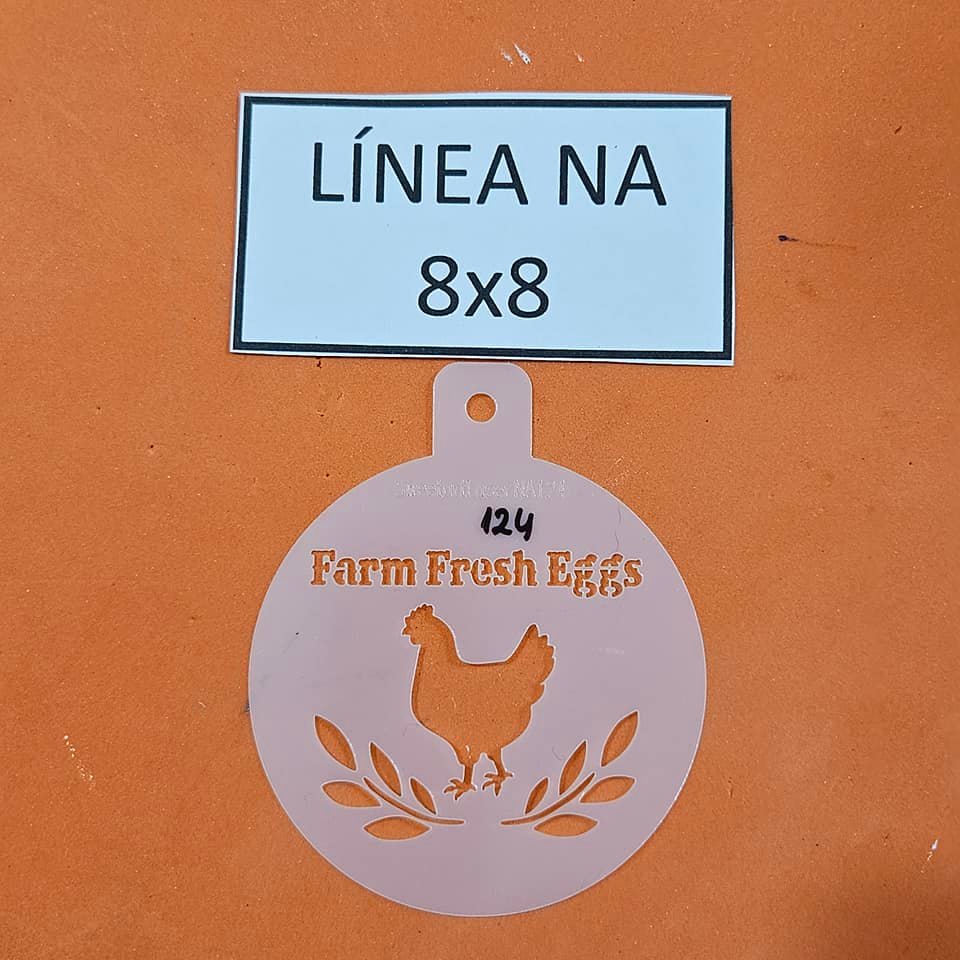 LÍNEA NA
8x8
124
Farm Fresh Eggs